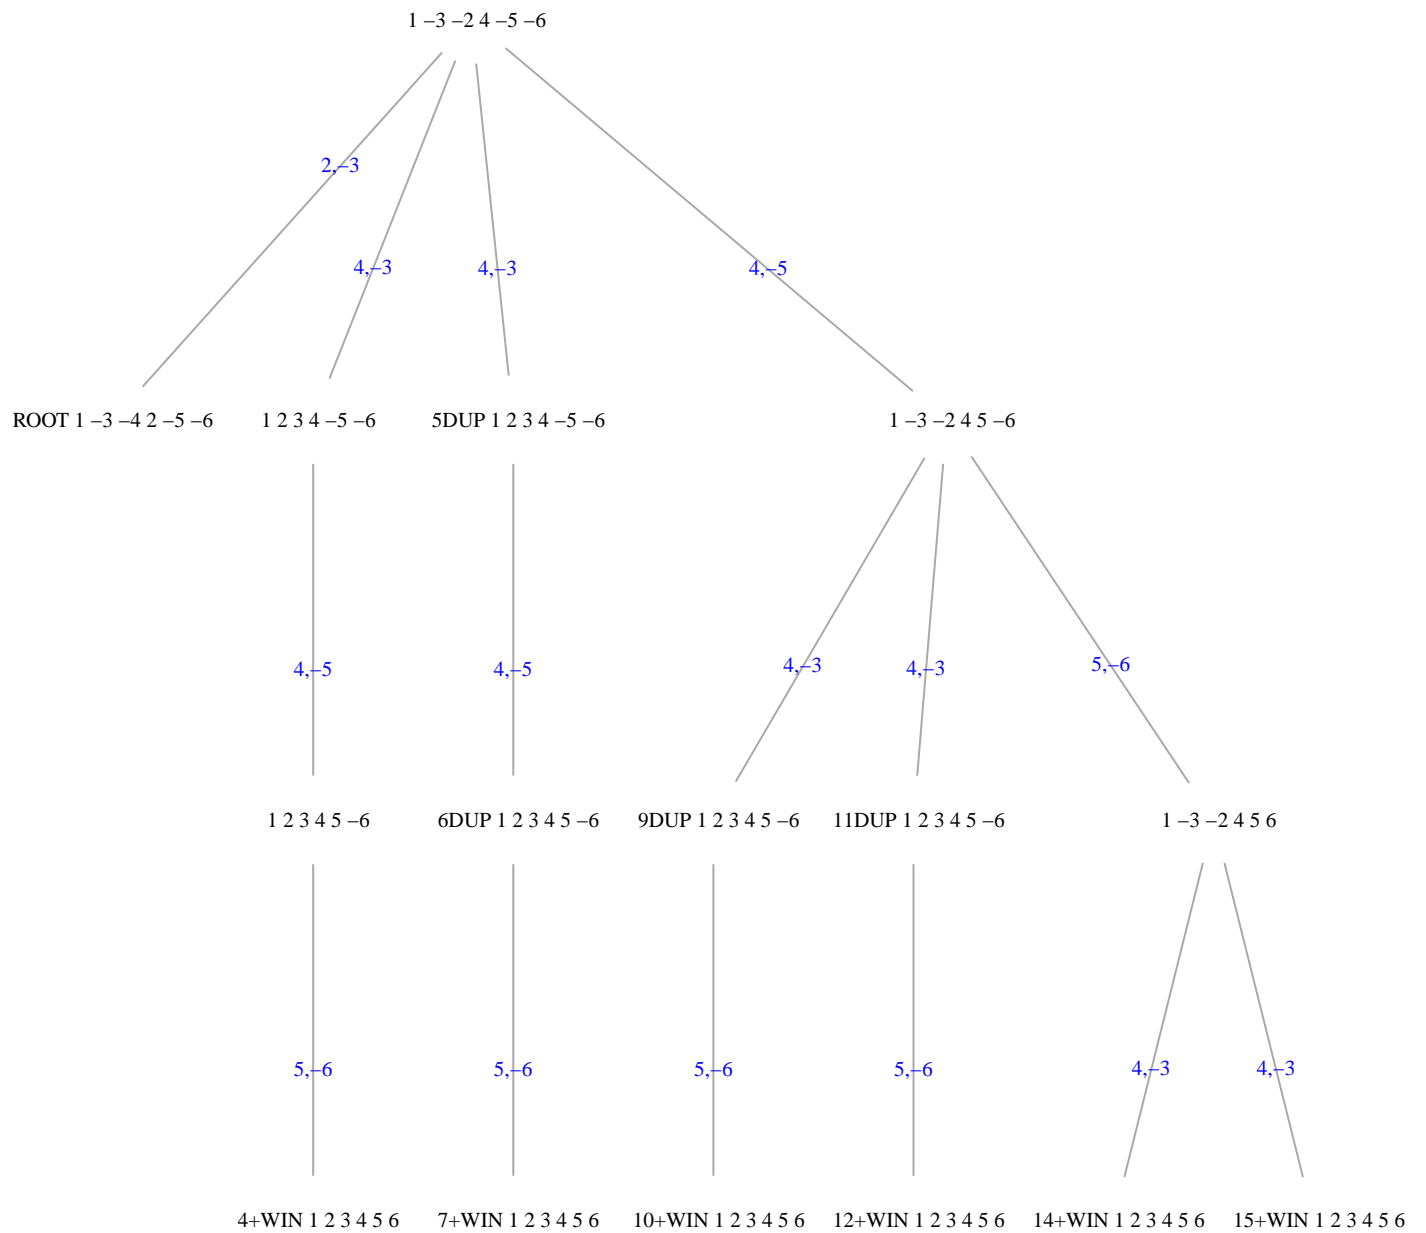 1 –3 –2 4 –5 –6
2,–3
4,–3
4,–3
4,–5
ROOT 1 –3 –4 2 –5 –6
1 2 3 4 –5 –6
5DUP 1 2 3 4 –5 –6
1 –3 –2 4 5 –6
4,–5
4,–5
4,–3
4,–3
5,–6
1 2 3 4 5 –6
6DUP 1 2 3 4 5 –6
9DUP 1 2 3 4 5 –6
11DUP 1 2 3 4 5 –6
1 –3 –2 4 5 6
5,–6
5,–6
5,–6
5,–6
4,–3
4,–3
4+WIN 1 2 3 4 5 6
7+WIN 1 2 3 4 5 6
10+WIN 1 2 3 4 5 6
12+WIN 1 2 3 4 5 6
14+WIN 1 2 3 4 5 6
15+WIN 1 2 3 4 5 6